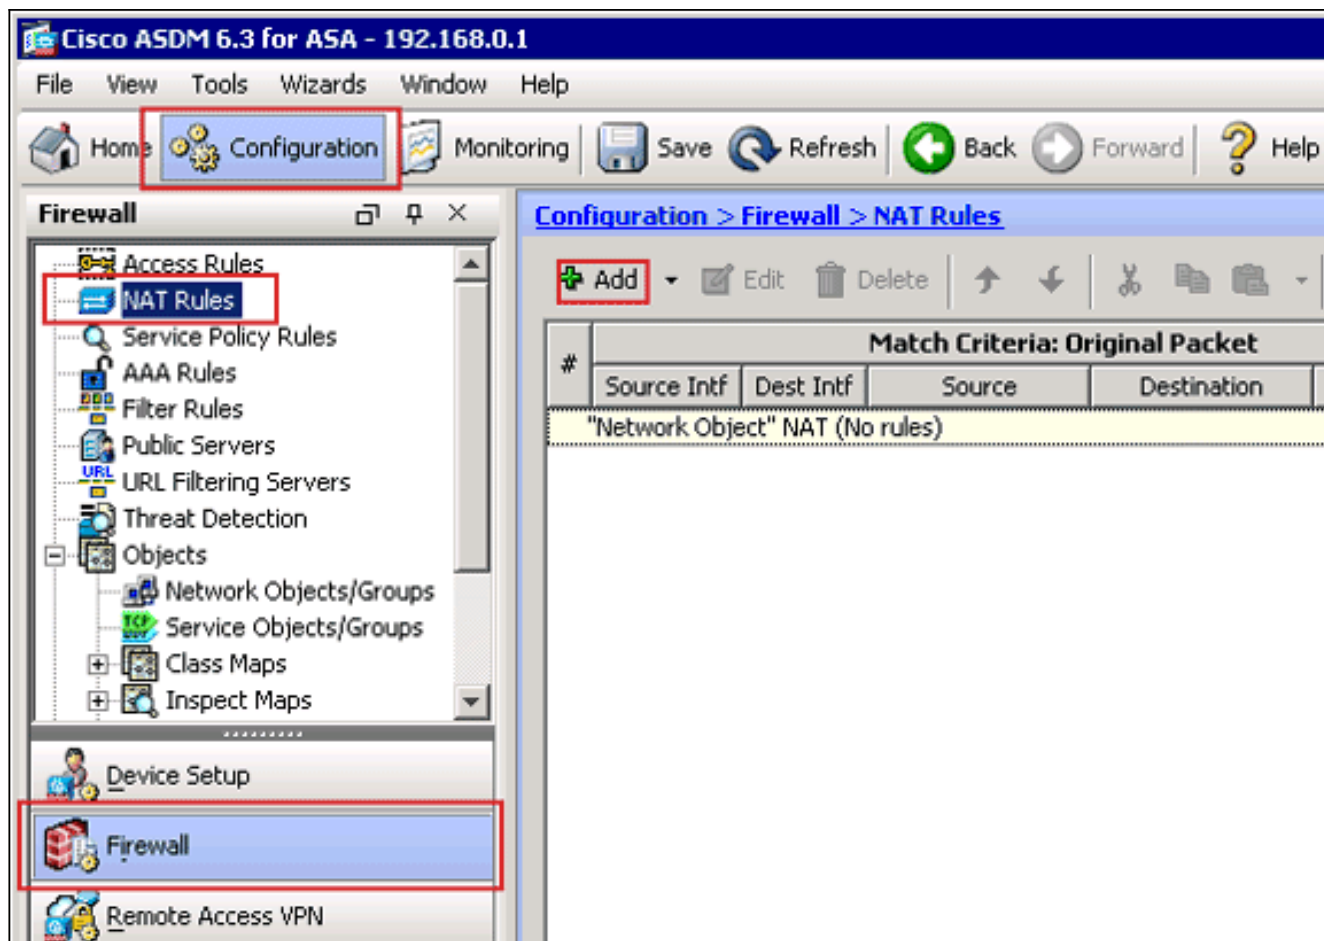 Cisco ASDM 6.3 for ASA - 192.168.0.1
File View Tools Wizards Window Help
Home Configuration Monitoring Save Refresh Back Forward Help
Firewall
Access Rules
NAT Rules
Service Policy Rules
AAA Rules
Filter Rules
Public Servers
URL
URL Filtering Servers
Threat Detection
Objects
Network Objects/Groups
TCP
Service Objects/Groups
Class Maps
Inspect Maps
Device Setup
Firewall
Remote Access VPN
Configuration > Firewall > NAT Rules
Add Edit Delete
# Match Criteria: Original Packet
Source Intf Dest Intf Source Destination
"Network Object" NAT (No rules)